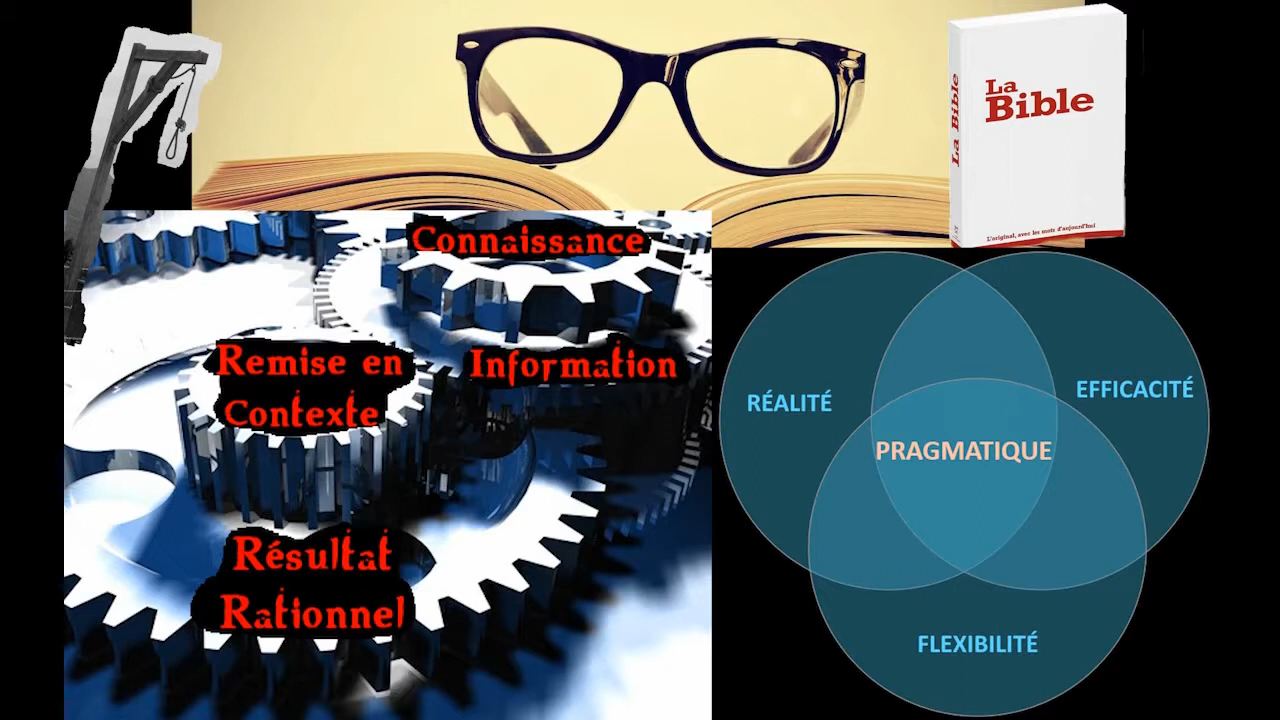 La
Bible
La Bible
L'original, avec les mots d'aujourd'hui
Connaissance
Information
Remise en
Contexte
Résultat
Rationnel
RÉALITÉ
EFFICACITÉ
PRAGMATIQUE
FLEXIBILITÉ